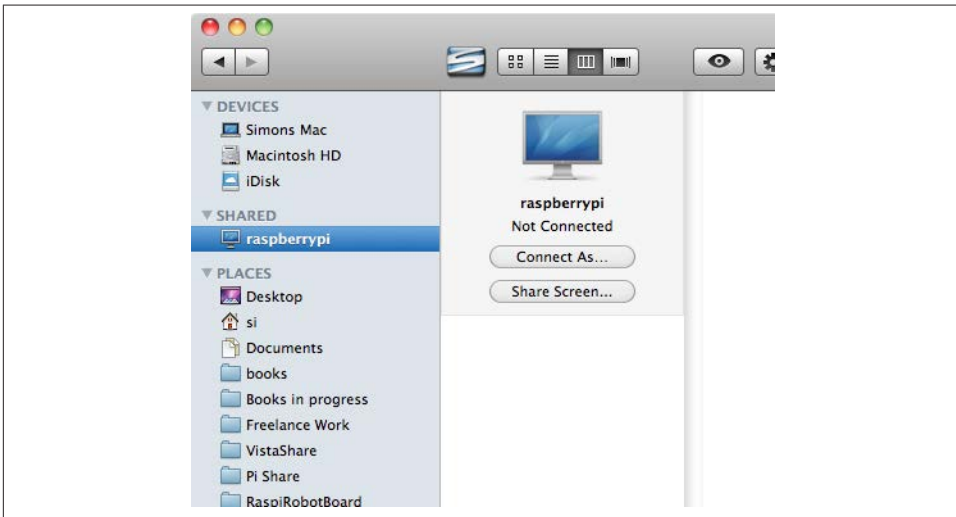 DEVICES
Simons Mac
Macintosh HD
iDisk
SHARED
raspberrypi
PLACES
Desktop
si
Documents
books
Books in progress
Freelance Work
VistaShare
Pi Share
RaspiRobotBoard
raspberrypi
Not Connected
Connect As...
Share Screen...